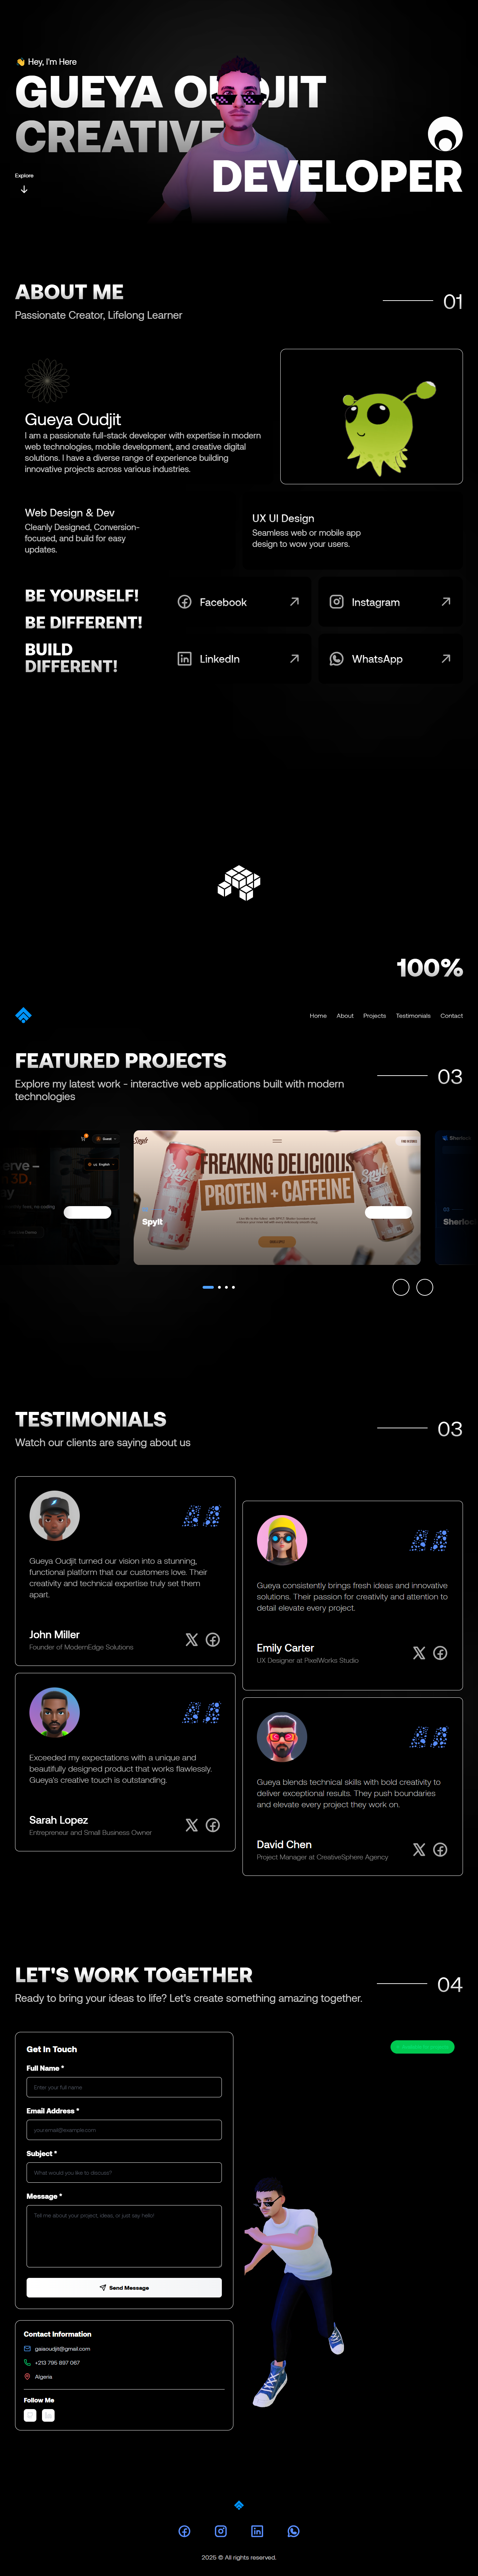 👋 Hey, I'm Here
GUEYA OUDJIT
CREATIVE
DEVELOPER
Explore
ABOUT ME
01
Passionate Creator, Lifelong Learner
Gueya Oudjit
I am a passionate full-stack developer with expertise in modern
web technologies, mobile development, and creative digital
solutions. I have a diverse range of experience building
innovative projects across various industries.
Web Design & Dev
Cleanly Designed, Conversion-
focused, and build for easy
updates.
UX UI Design
Seamless web or mobile app
design to wow your users.
BE YOURSELF!
BE DIFFERENT!
BUILD
DIFFERENT!
Facebook
Instagram
LinkedIn
WhatsApp
100%
Home
About
Projects
Testimonials
Contact
FEATURED PROJECTS
03
Explore my latest work - interactive web applications built with modern
technologies
English
Spylt
FREAKING DELICIOUS
PROTEIN + CAFFEINE
Spylt
TESTIMONIALS
03
Watch our clients are saying about us
Gueya Oudjit turned our vision into a stunning,
functional platform that our customers love. Their
creativity and technical expertise truly set them
apart.
John Miller
Founder of ModernEdge Solutions
Gueya consistently brings fresh ideas and innovative
solutions. Their passion for creativity and attention to
detail elevate every project.
Emily Carter
UX Designer at PixelWorks Studio
Exceeded my expectations with a unique and
beautifully designed product that works flawlessly.
Gueya's creative touch is outstanding.
Sarah Lopez
Entrepreneur and Small Business Owner
Gueya blends technical skills with bold creativity to
deliver exceptional results. They push boundaries
and elevate every project they work on.
David Chen
Project Manager at CreativeSphere Agency
LET'S WORK TOGETHER
04
Ready to bring your ideas to life? Let's create something amazing together.
Get In Touch
Full Name *
Enter your full name
Email Address *
your.email@example.com
Subject *
What would you like to discuss?
Message *
Tell me about your project, ideas, or just say hello!
Send Message
Contact Information
gaiaoudjit@gmail.com
+213 795 897 067
Algeria
Follow Me
2025 © All rights reserved.